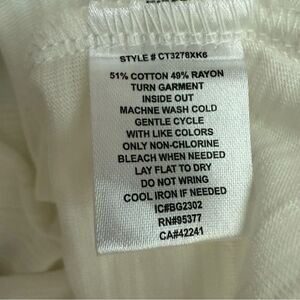 STYLE # CT3278XK6
51% COTTON 49% RAYON
TURN GARMENT
INSIDE OUT
MACHNE WASH COLD
GENTLE CYCLE
WITH LIKE COLORS
ONLY NON-CHLORINE
BLEACH WHEN NEEDED
LAY FLAT TO DRY
DO NOT WRING
COOL IRON IF NEEDED
IC#BG2302
RN#95377
CA#42241